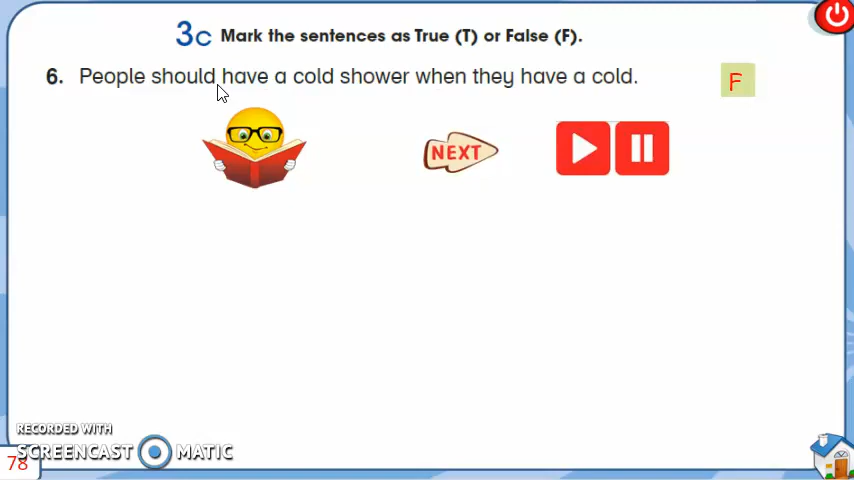 3c Mark the sentences as True (T) or False (F).
6. People should have a cold shower when they have a cold. F
NEXT
RECORDED WITH
SCREENCAST MATIC
78